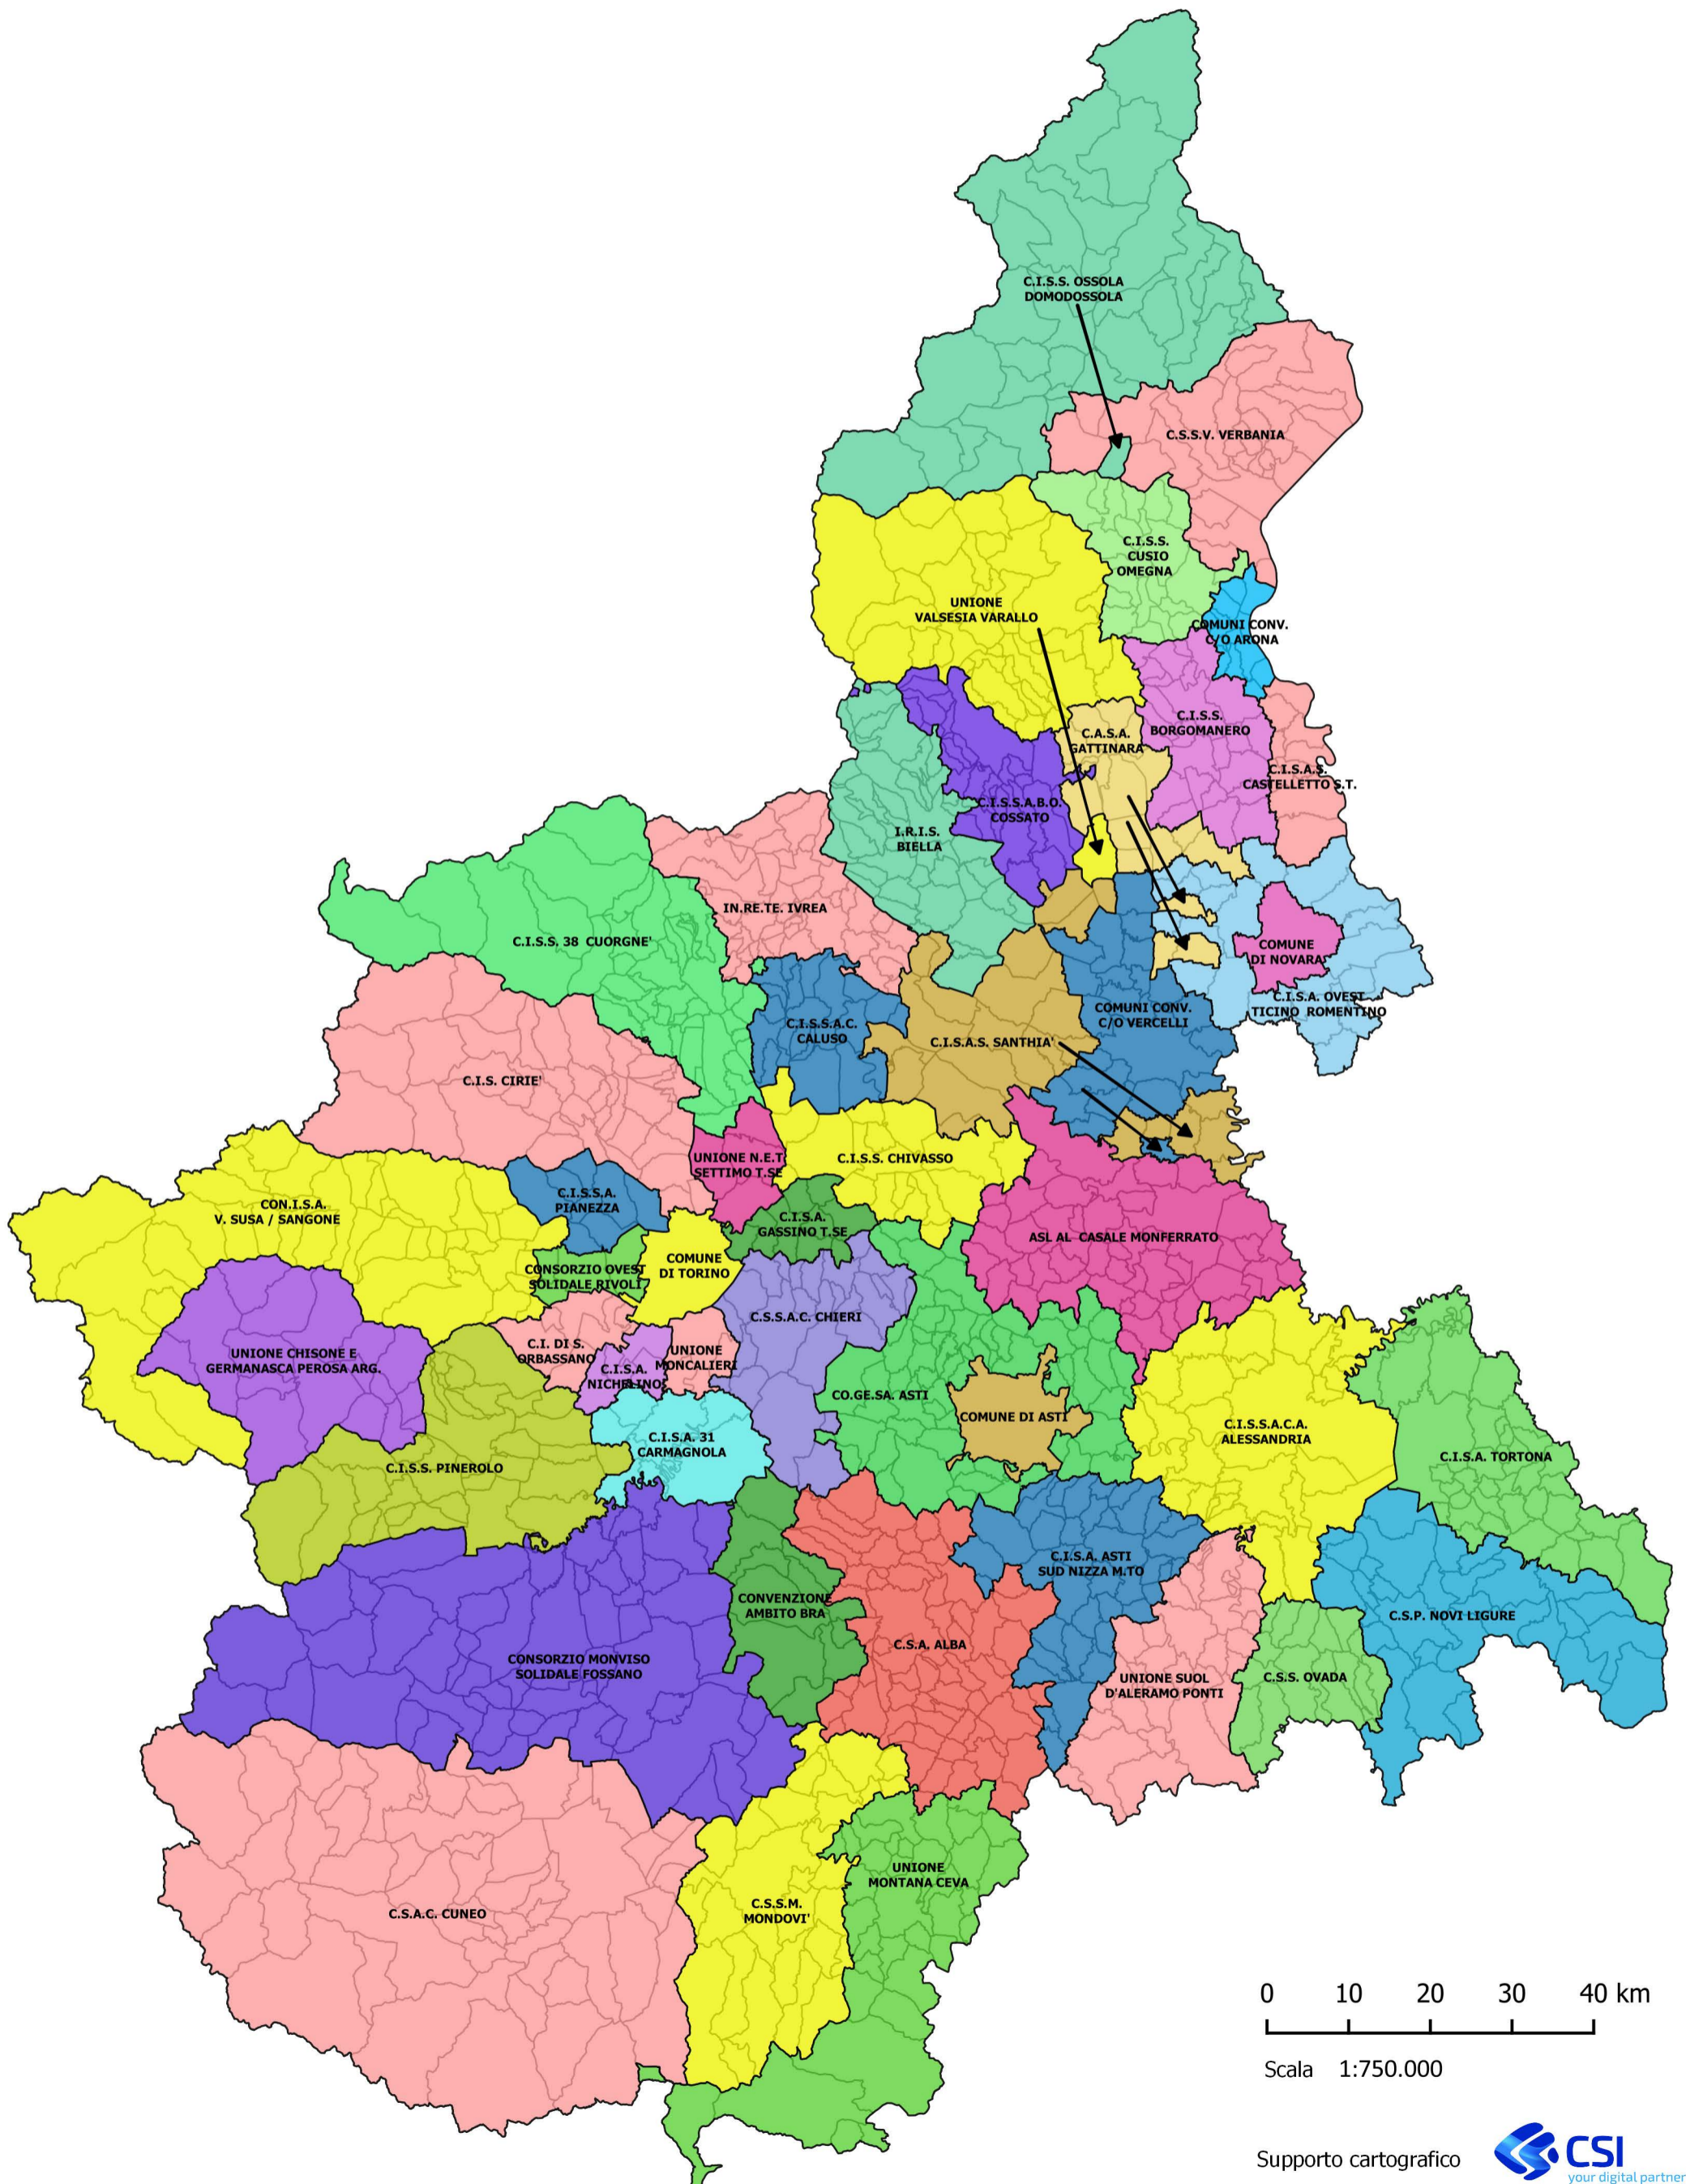 C.I.S.S. OSSOLA
DOMODOSSOLA
C.S.S.V. VERBANIA
C.I.S.S.
CUSIO
OMEGNA
UNIONE
VALSESIA VARALLO
COMUNI CONV.
C/O ARONA
C.I.S.S.
BORGOMANERO
C.A.S.A.
GATTINARA
C.I.S.A.S.
CASTELLETTO S.T.
C.I.S.S.A.B.O.
COSSATO
I.R.I.S.
BIELLA
IN.RE.TE. IVREA
C.I.S.S. 38 CUORGNE'
COMUNE
DI NOVARA
C.I.S.A. OVEST
TICINO ROMENTINO
COMUNI CONV.
C/O VERCELLI
C.I.S.S.A.C.
CALUSO
C.I.S.A.S. SANTHIA'
C.I.S. CIRIE'
UNIONE N.E.T.
SETTIMO T.SE
C.I.S.S. CHIVASSO
C.I.S.S.A.
PIANEZZA
CON.I.S.A.
V. SUSA / SANGONE
C.I.S.A.
GASSINO T.SE
ASL AL CASALE MONFERRATO
COMUNE
DI TORINO
CONSORZIO OVEST
SOLIDALE RIVOLI
C.S.S.A.C. CHIERI
C.I. DI S.
ORBASSANO
UNIONE
MONCALIERI
UNIONE CHISONE E
GERMANASCA PEROSA ARG.
C.I.S.A.
NICHELINO
CO.GE.SA. ASTI
COMUNE DI ASTI
C.I.S.S.A.C.A.
ALESSANDRIA
C.I.S.A. 31
CARMAGNOLA
C.I.S.A. TORTONA
C.I.S.S. PINEROLO
C.I.S.A. ASTI
SUD NIZZA M.TO
CONVENZIONE
AMBITO BRA
C.S.P. NOVI LIGURE
C.S.A. ALBA
CONSORZIO MONVISO
SOLIDALE FOSSANO
UNIONE SUOL
D'ALERAMO PONTI
C.S.S. OVADA
UNIONE
MONTANA CEVA
C.S.S.M.
MONDOVI'
C.S.A.C. CUNEO
0 10 20 30 40 km
Scala 1:750.000
Supporto cartografico
CSI
your digital partner